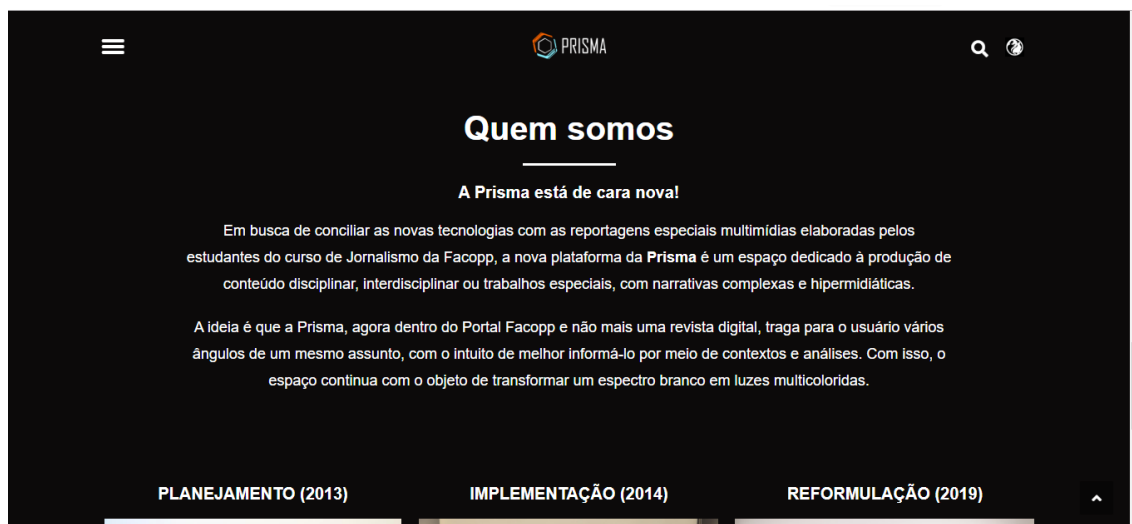 PRISMA
Quem somos
A Prisma está de cara nova!
Em busca de conciliar as novas tecnologias com as reportagens especiais multimídias elaboradas pelos
estudantes do curso de Jornalismo da Facopp, a nova plataforma da Prisma é um espaço dedicado à produção de
conteúdo disciplinar, interdisciplinar ou trabalhos especiais, com narrativas complexas e hipermidiáticas.
A ideia é que a Prisma, agora dentro do Portal Facopp e não mais uma revista digital, traga para o usuário vários
ângulos de um mesmo assunto, com o intuito de melhor informá-lo por meio de contextos e análises. Com isso, o
espaço continua com o objeto de transformar um espectro branco em luzes multicoloridas.
PLANEJAMENTO (2013) IMPLEMENTAÇÃO (2014) REFORMULAÇÃO (2019)